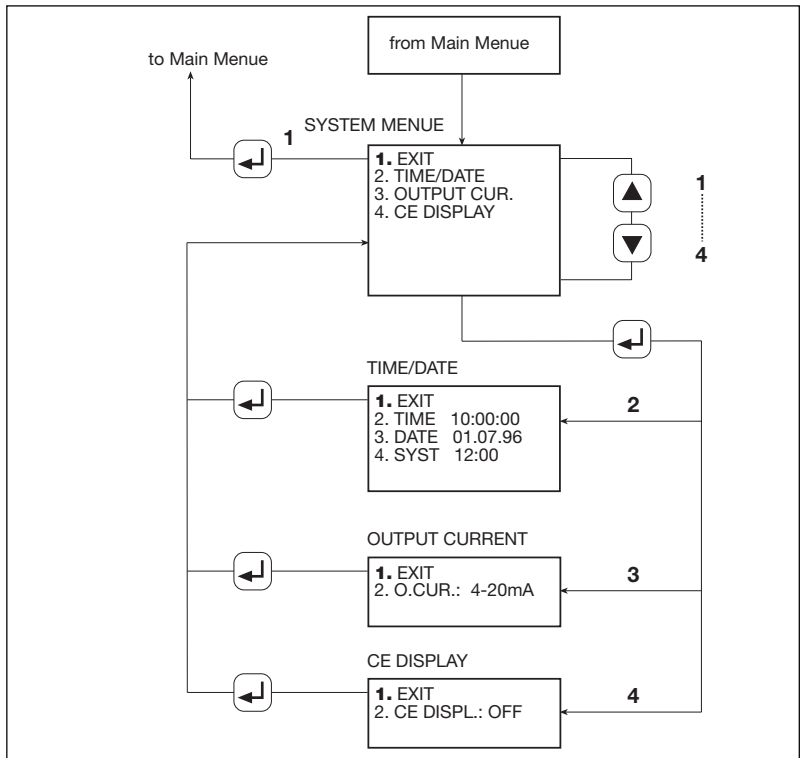 from Main Menue
to Main Menue
1
SYSTEM MENUE
1. EXIT
2. TIME/DATE
3. OUTPUT CUR.
4. CE DISPLAY
1
4
TIME/DATE
1. EXIT
2. TIME 10:00:00
3. DATE 01.07.96
4. SYST 12:00
2
OUTPUT CURRENT
1. EXIT
2. O.CUR.: 4-20mA
3
CE DISPLAY
1. EXIT
2. CE DISPL.: OFF
4